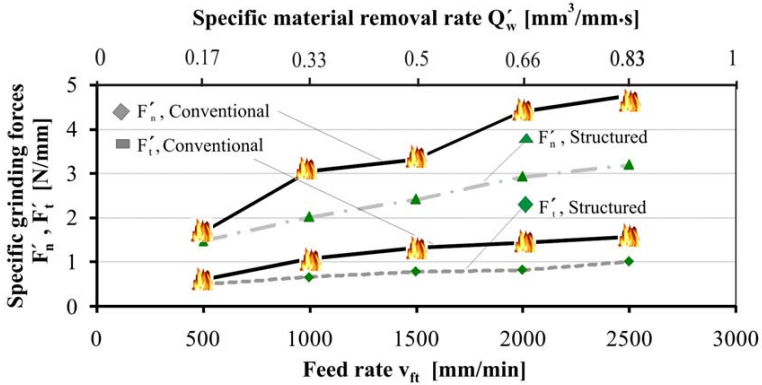 Specific material removal rate Q′w [mm³/mm·s]
0 0.17 0.33 0.5 0.66 0.83 1
5
4
3
2
1
0
F′n, Conventional
F′t, Conventional
F′n, Structured
F′t, Structured
Specific grinding forces
F′n, F′t [N/mm]
0 500 1000 1500 2000 2500 3000
Feed rate vft [mm/min]